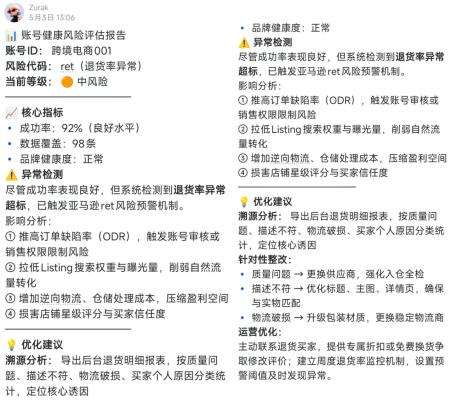 Zurak
5月3日 13:06
📊 账号健康风险评估报告
账号ID： 跨境电商001
风险代码： ret（退货率异常）
当前等级： 🟠 中风险
📈 核心指标
• 成功率：92%（良好水平）
• 数据覆盖：98条
• 品牌健康度：正常
⚠️ 异常检测
尽管成功率表现良好，但系统检测到退货率异常
超标，已触发亚马逊ret风险预警机制。
影响分析：
① 推高订单缺陷率（ODR），触发账号审核或
销售权限限制风险
② 拉低Listing搜索权重与曝光量，削弱自然流
量转化
③ 增加逆向物流、仓储处理成本，压缩盈利空间
④ 损害店铺星级评分与买家信任度
💡 优化建议
溯源分析： 导出后台退货明细报表，按质量问
题、描述不符、物流破损、买家个人原因分类统
计，定位核心诱因
• 品牌健康度：正常
⚠️ 异常检测
尽管成功率表现良好，但系统检测到退货率异常
超标，已触发亚马逊ret风险预警机制。
影响分析：
① 推高订单缺陷率（ODR），触发账号审核或
销售权限限制风险
② 拉低Listing搜索权重与曝光量，削弱自然流
量转化
③ 增加逆向物流、仓储处理成本，压缩盈利空间
④ 损害店铺星级评分与买家信任度
💡 优化建议
溯源分析： 导出后台退货明细报表，按质量问
题、描述不符、物流破损、买家个人原因分类统
计，定位核心诱因
针对性整改：
• 质量问题 → 更换供应商，强化入仓全检
• 描述不符 → 优化标题、主图、详情页，确保
与实物匹配
• 物流破损 → 升级包装材质，更换稳定物流商
运营优化：
主动联系退货买家，提供专属折扣或免费换货争
取修改评价；建立周度退货率监控机制，设置预
警阈值及时发现异常。